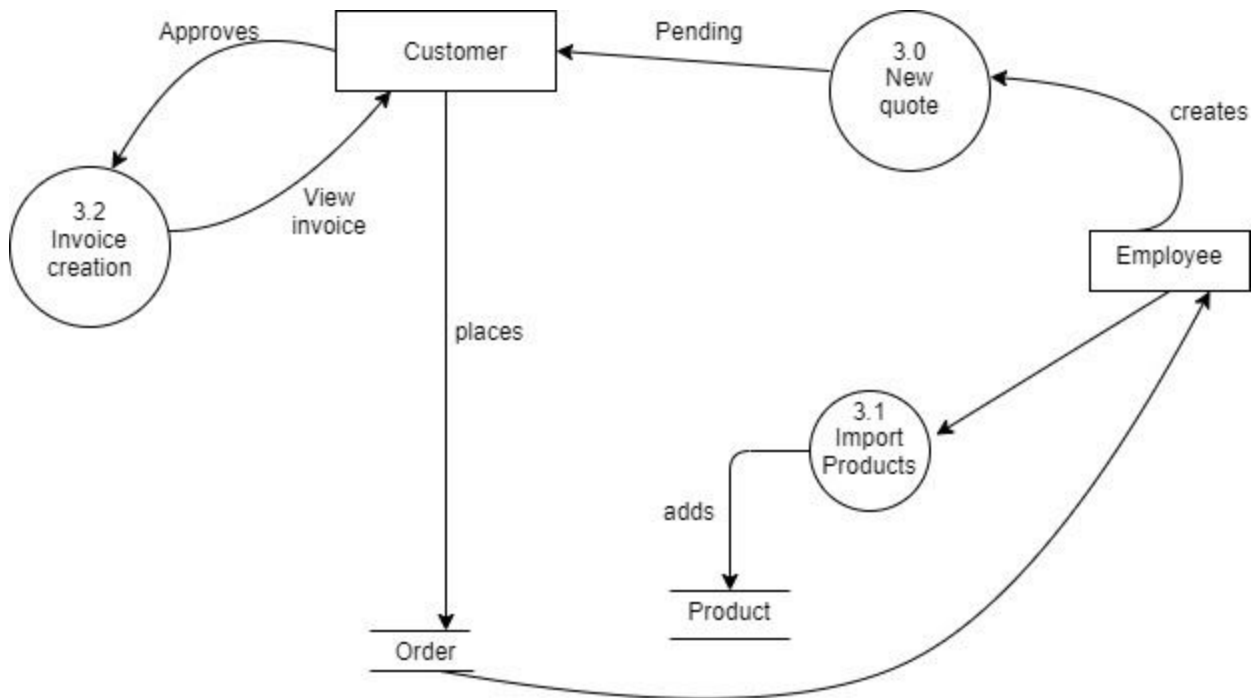 Approves
Customer
Pending
3.0
New
quote
creates
3.2
Invoice
creation
View
invoice
Employee
places
3.1
Import
Products
adds
Product
Order